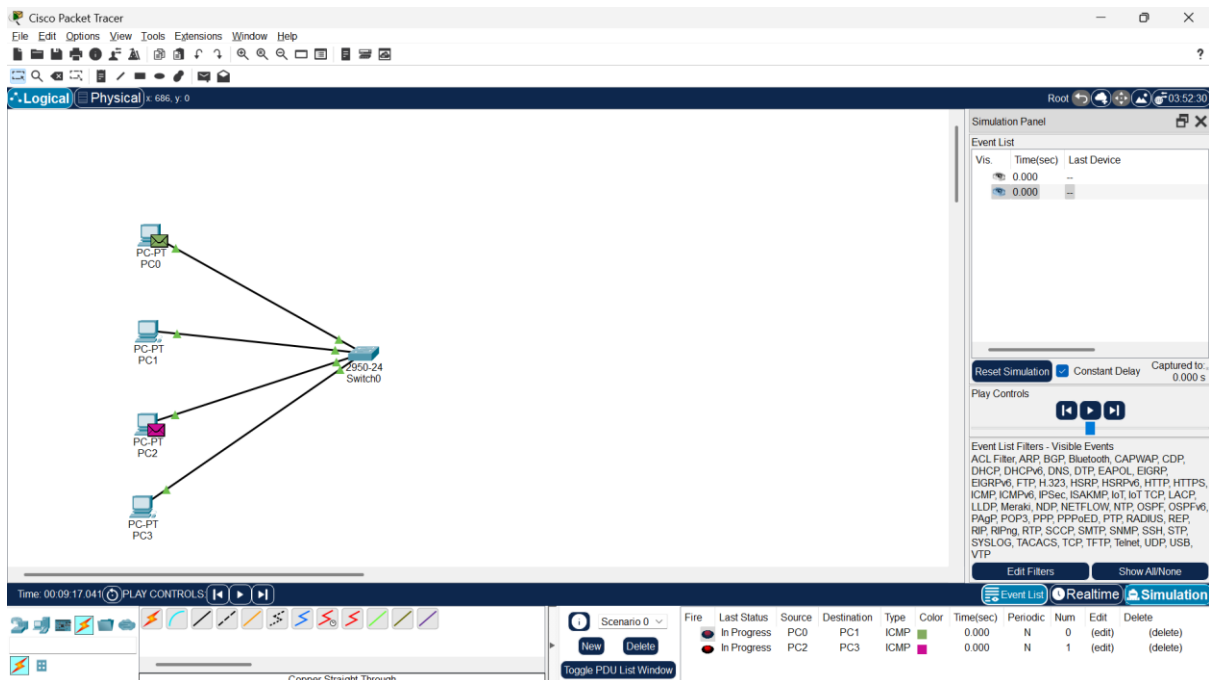 Cisco Packet Tracer
File Edit Options View Tools Extensions Window Help
?
Logical Physical x: 686, y: 0 Root 03:52:30
Simulation Panel
Event List
Vis. Time(sec) Last Device
0.000 --
0.000 --
PC-PT
PC0
PC-PT
PC1
2950-24
Switch0
PC-PT
PC2
PC-PT
PC3
Reset Simulation Constant Delay Captured to:
0.000 s
Play Controls
Event List Filters - Visible Events
ACL Filter, ARP, BGP, Bluetooth, CAPWAP, CDP,
DHCP, DHCPv6, DNS, DTP, EAPOL, EIGRP,
EIGRPv6, FTP, H.323, HSRP, HSRPv6, HTTP, HTTPS,
ICMP, ICMPv6, IPSec, ISAKMP, IoT, IoT TCP, LACP,
LLDP, Meraki, NDP, NETFLOW, NTP, OSPF, OSPFv6,
PAgP, POP3, PPP, PPPoED, PTP, RADIUS, REP,
RIP, RIPng, RTP, SCCP, SMTP, SNMP, SSH, STP,
SYSLOG, TACACS, TCP, TFTP, Telnet, UDP, USB,
VTP
Edit Filters Show All/None
Time: 00:09:17.041 PLAY CONTROLS: Event List Realtime Simulation
Scenario 0
New Delete
Toggle PDU List Window
Fire Last Status Source Destination Type Color Time(sec) Periodic Num Edit Delete
In Progress PC0 PC1 ICMP 0.000 N 0 (edit) (delete)
In Progress PC2 PC3 ICMP 0.000 N 1 (edit) (delete)
Copper Straight Through